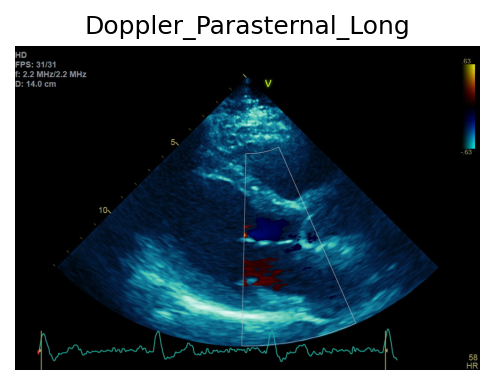 Doppler_Parasternal_Long
HD
FPS: 31/31
f: 2.2 MHz/2.2 MHz
D: 14.0 cm
V
63
5
-.63
10
58
HR